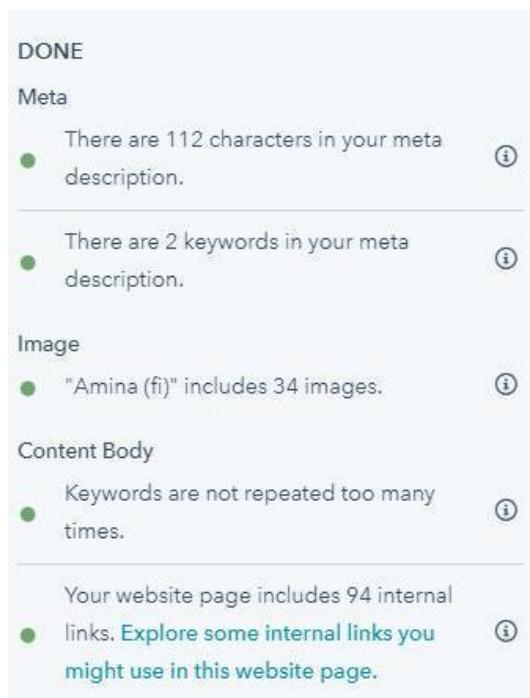 DONE
Meta
There are 112 characters in your meta
description.
There are 2 keywords in your meta
description.
Image
"Amina (fi)" includes 34 images.
Content Body
Keywords are not repeated too many
times.
Your website page includes 94 internal
links. Explore some internal links you
might use in this website page.